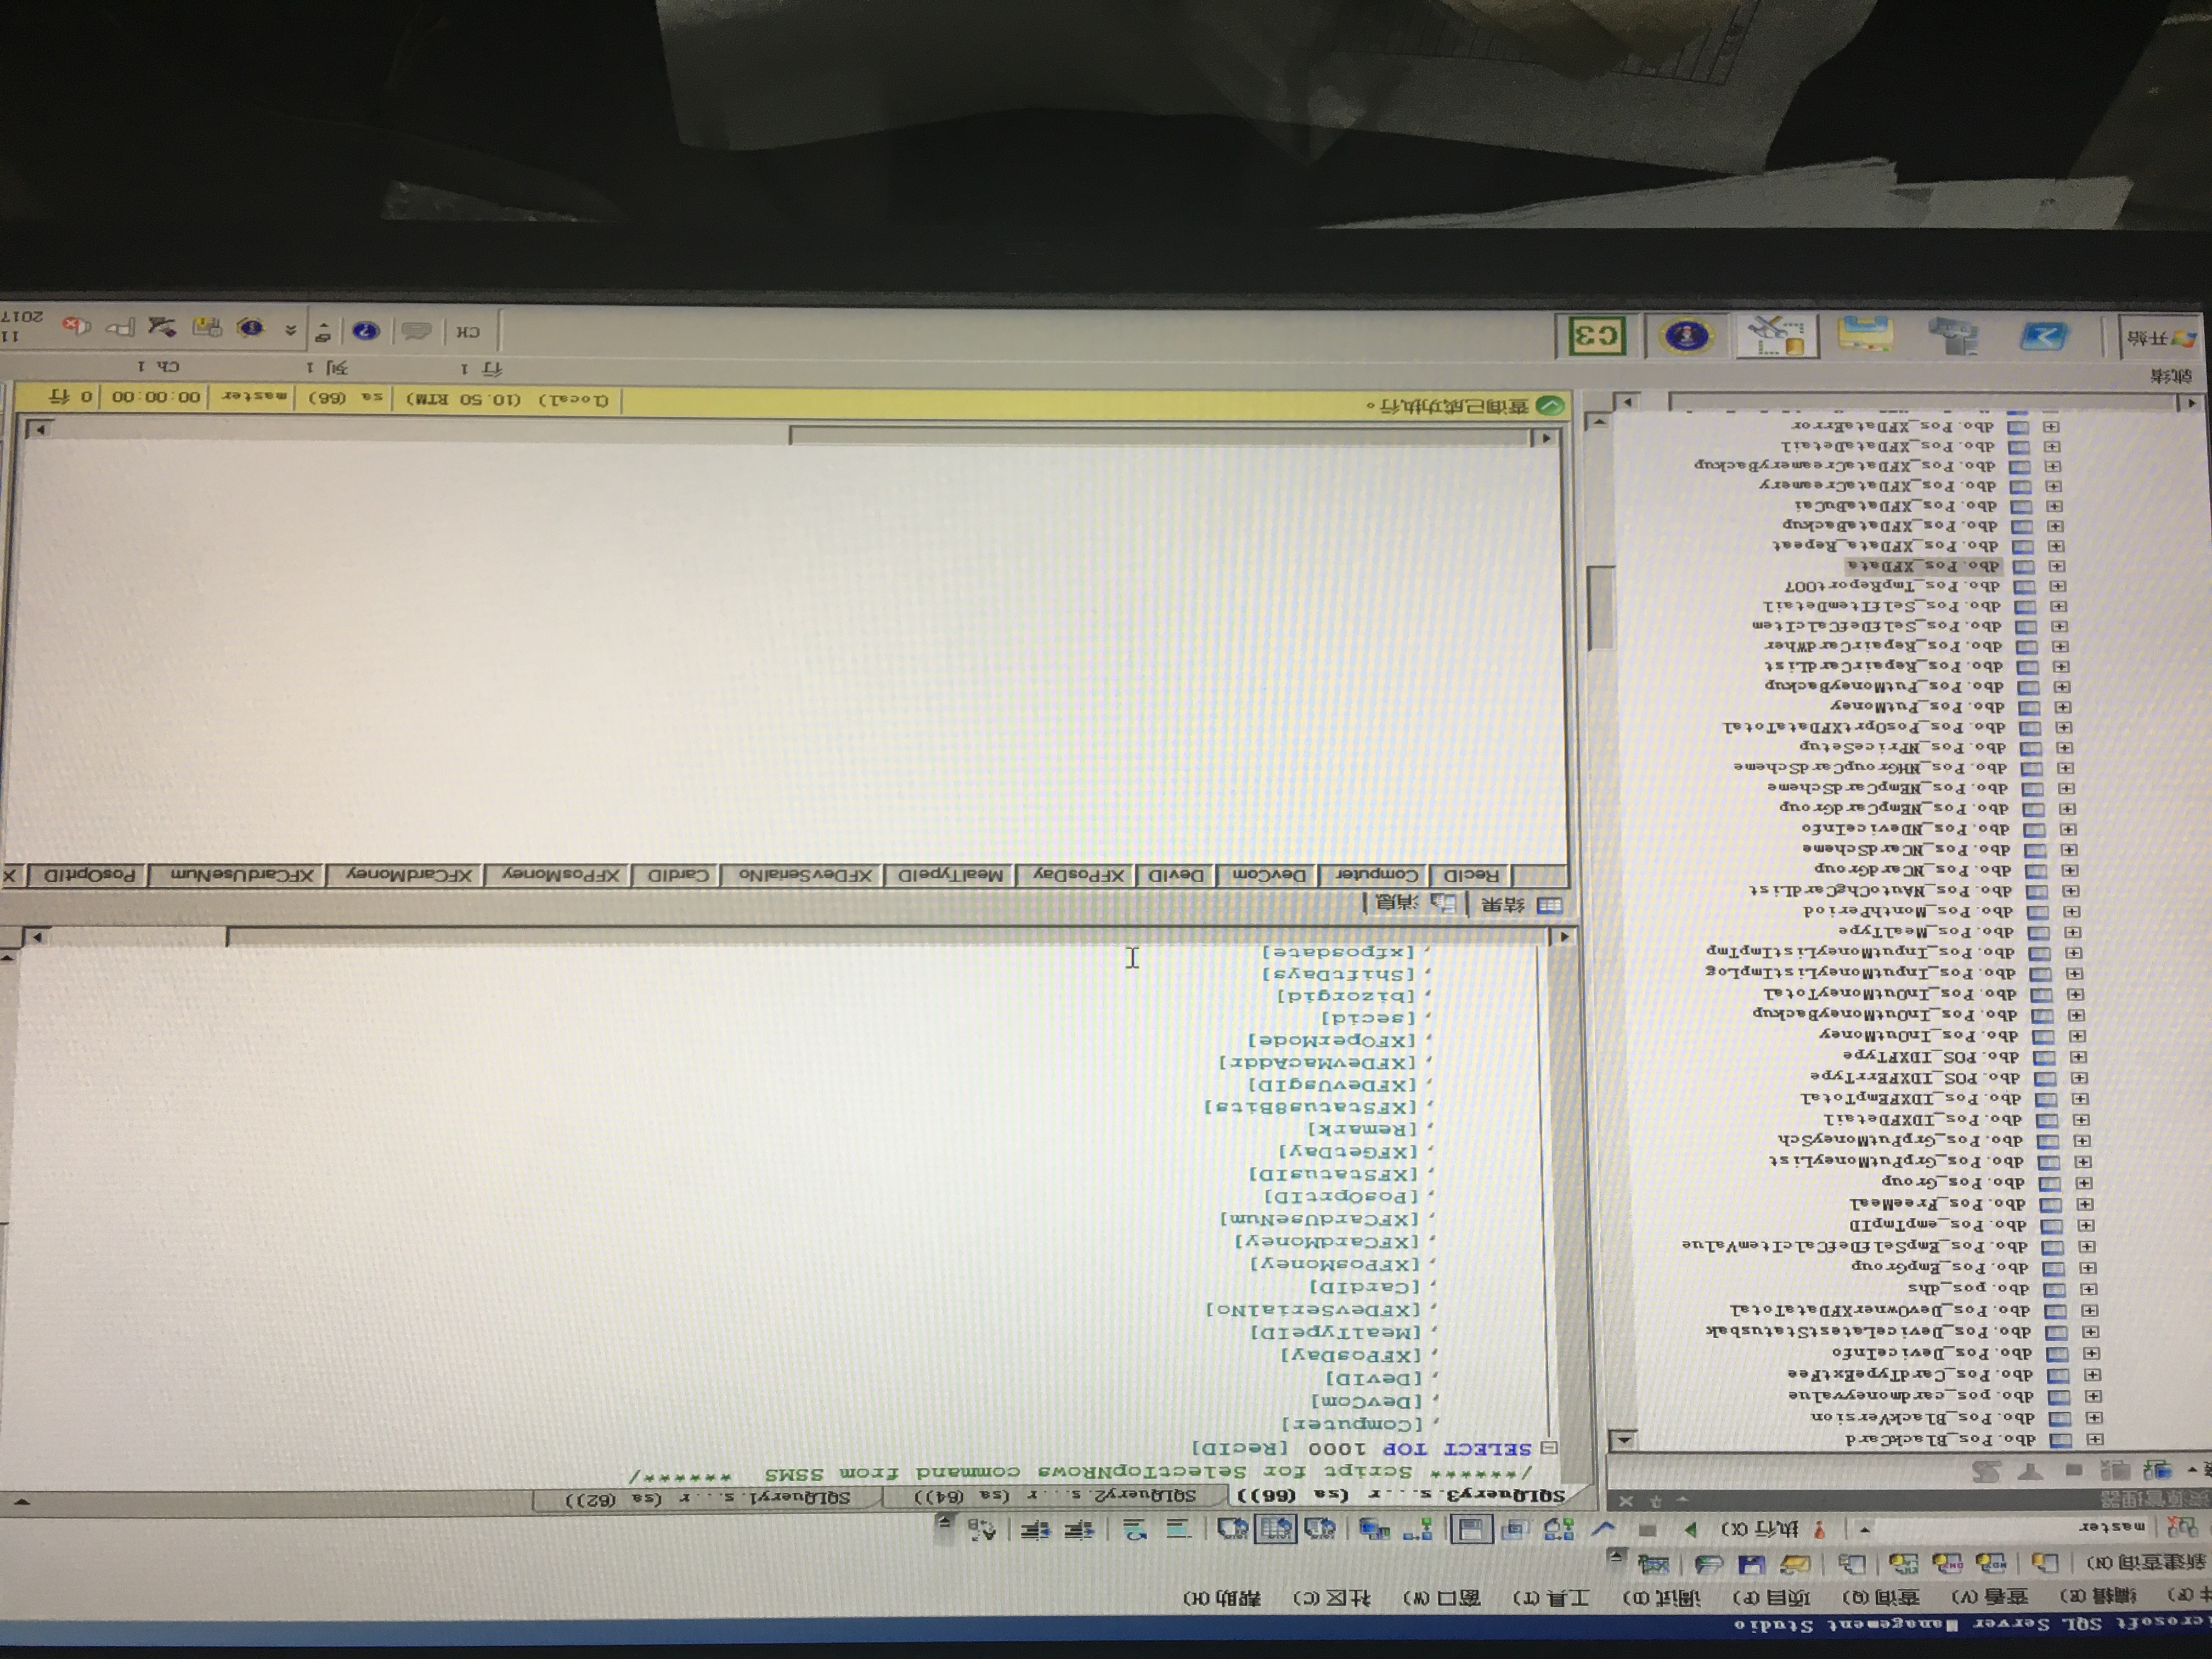 icrosoft SQL Server Management Studio
件(F) 编辑(E) 查看(V) 查询(Q) 项目(P) 调试(D) 工具(T) 窗口(W) 社区(C) 帮助(H)
新建查询(N)
master 执行(X)
资源管理器
SQLQuery3.s...r (sa (66)) SQLQuery2.s...r (sa (64)) SQLQuery1.s...r (sa (62))
dbo.Pos_BlackCard
dbo.Pos_BlackVersion
dbo.pos_cardmoneyvalue
dbo.Pos_CardTypeExtFee
dbo.Pos_DeviceInfo
dbo.Pos_DeviceLatestStatusbak
dbo.Pos_DevOwnerXFDataTotal
dbo.pos_dhs
dbo.Pos_EmpGroup
dbo.Pos_EmpSelfDefCalcItemValue
dbo.Pos_empTmpID
dbo.Pos_FreeMeal
dbo.Pos_Group
dbo.Pos_GrpPutMoneyList
dbo.Pos_GrpPutMoneySch
dbo.Pos_IDXFDetail
dbo.Pos_IDXFEmpTotal
dbo.POS_IDXFErrType
dbo.POS_IDXFType
dbo.Pos_InOutMoney
dbo.Pos_InOutMoneyBackup
dbo.Pos_InOutMoneyTotal
dbo.Pos_InputMoneyListImpLog
dbo.Pos_InputMoneyListImpTmp
dbo.Pos_MealType
dbo.Pos_MonthPeriod
dbo.Pos_NAutoChgCardList
dbo.Pos_NCardGroup
dbo.Pos_NCardScheme
dbo.Pos_NDeviceInfo
dbo.Pos_NEmpCardGroup
dbo.Pos_NEmpCardScheme
dbo.Pos_NHGroupCardScheme
dbo.Pos_NPriceSetup
dbo.Pos_PosOprtXFDataTotal
dbo.Pos_PutMoney
dbo.Pos_PutMoneyBackup
dbo.Pos_RepairCardList
dbo.Pos_RepairCardWher
dbo.Pos_SelfDefCalcItem
dbo.Pos_SelfItemDetail
dbo.Pos_TmpReport007
dbo.Pos_XFData
dbo.Pos_XFData_Repeat
dbo.Pos_XFDataBackup
dbo.Pos_XFDataBuCai
dbo.Pos_XFDataCreamery
dbo.Pos_XFDataCreameryBackup
dbo.Pos_XFDataDetail
dbo.Pos_XFDataError
/****** Script for SelectTopNRows command from SSMS ******/
SELECT TOP 1000 [RecID]
,[Computer]
,[DevCom]
,[DevID]
,[XFPosDay]
,[MealTypeID]
,[XFDevSerialNo]
,[CardID]
,[XFPosMoney]
,[XFCardMoney]
,[XFCardUseNum]
,[PosOprtID]
,[XFStatusID]
,[XFGetDay]
,[Remark]
,[XFStatus8Bits]
,[XFDevUsgID]
,[XFDevMacAddr]
,[XFOperMode]
,[secid]
,[bizorgid]
,[ShiftDays]
,[xfposdate]
结果 消息
RecID Computer DevCom DevID XFPosDay MealTypeID XFDevSerialNo CardID XFPosMoney XFCardMoney XFCardUseNum PosOprtID X
查询已成功执行。 (local) (10.50 RTM) sa (66) master 00:00:00 0 行
就绪 行 1 列 1 Ch 1
开始 C3 CH 11
2017